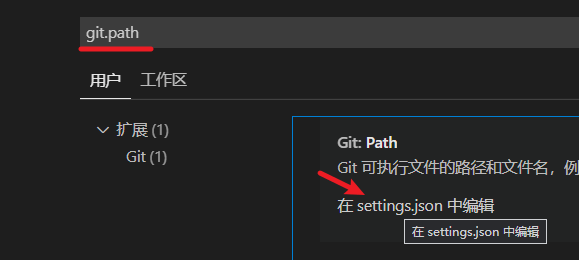 git.path
用户 工作区
扩展 (1)
Git (1)
Git: Path
Git 可执行文件的路径和文件名，例
在 settings.json 中编辑
在 settings.json 中编辑